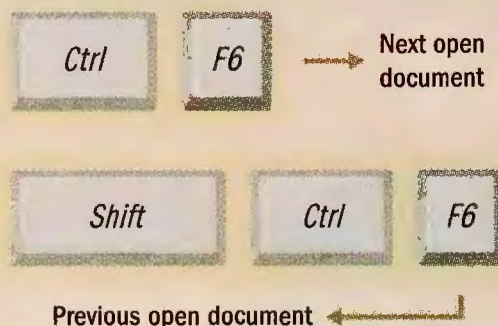 Ctrl F6 Next open
document
Shift Ctrl F6
Previous open document